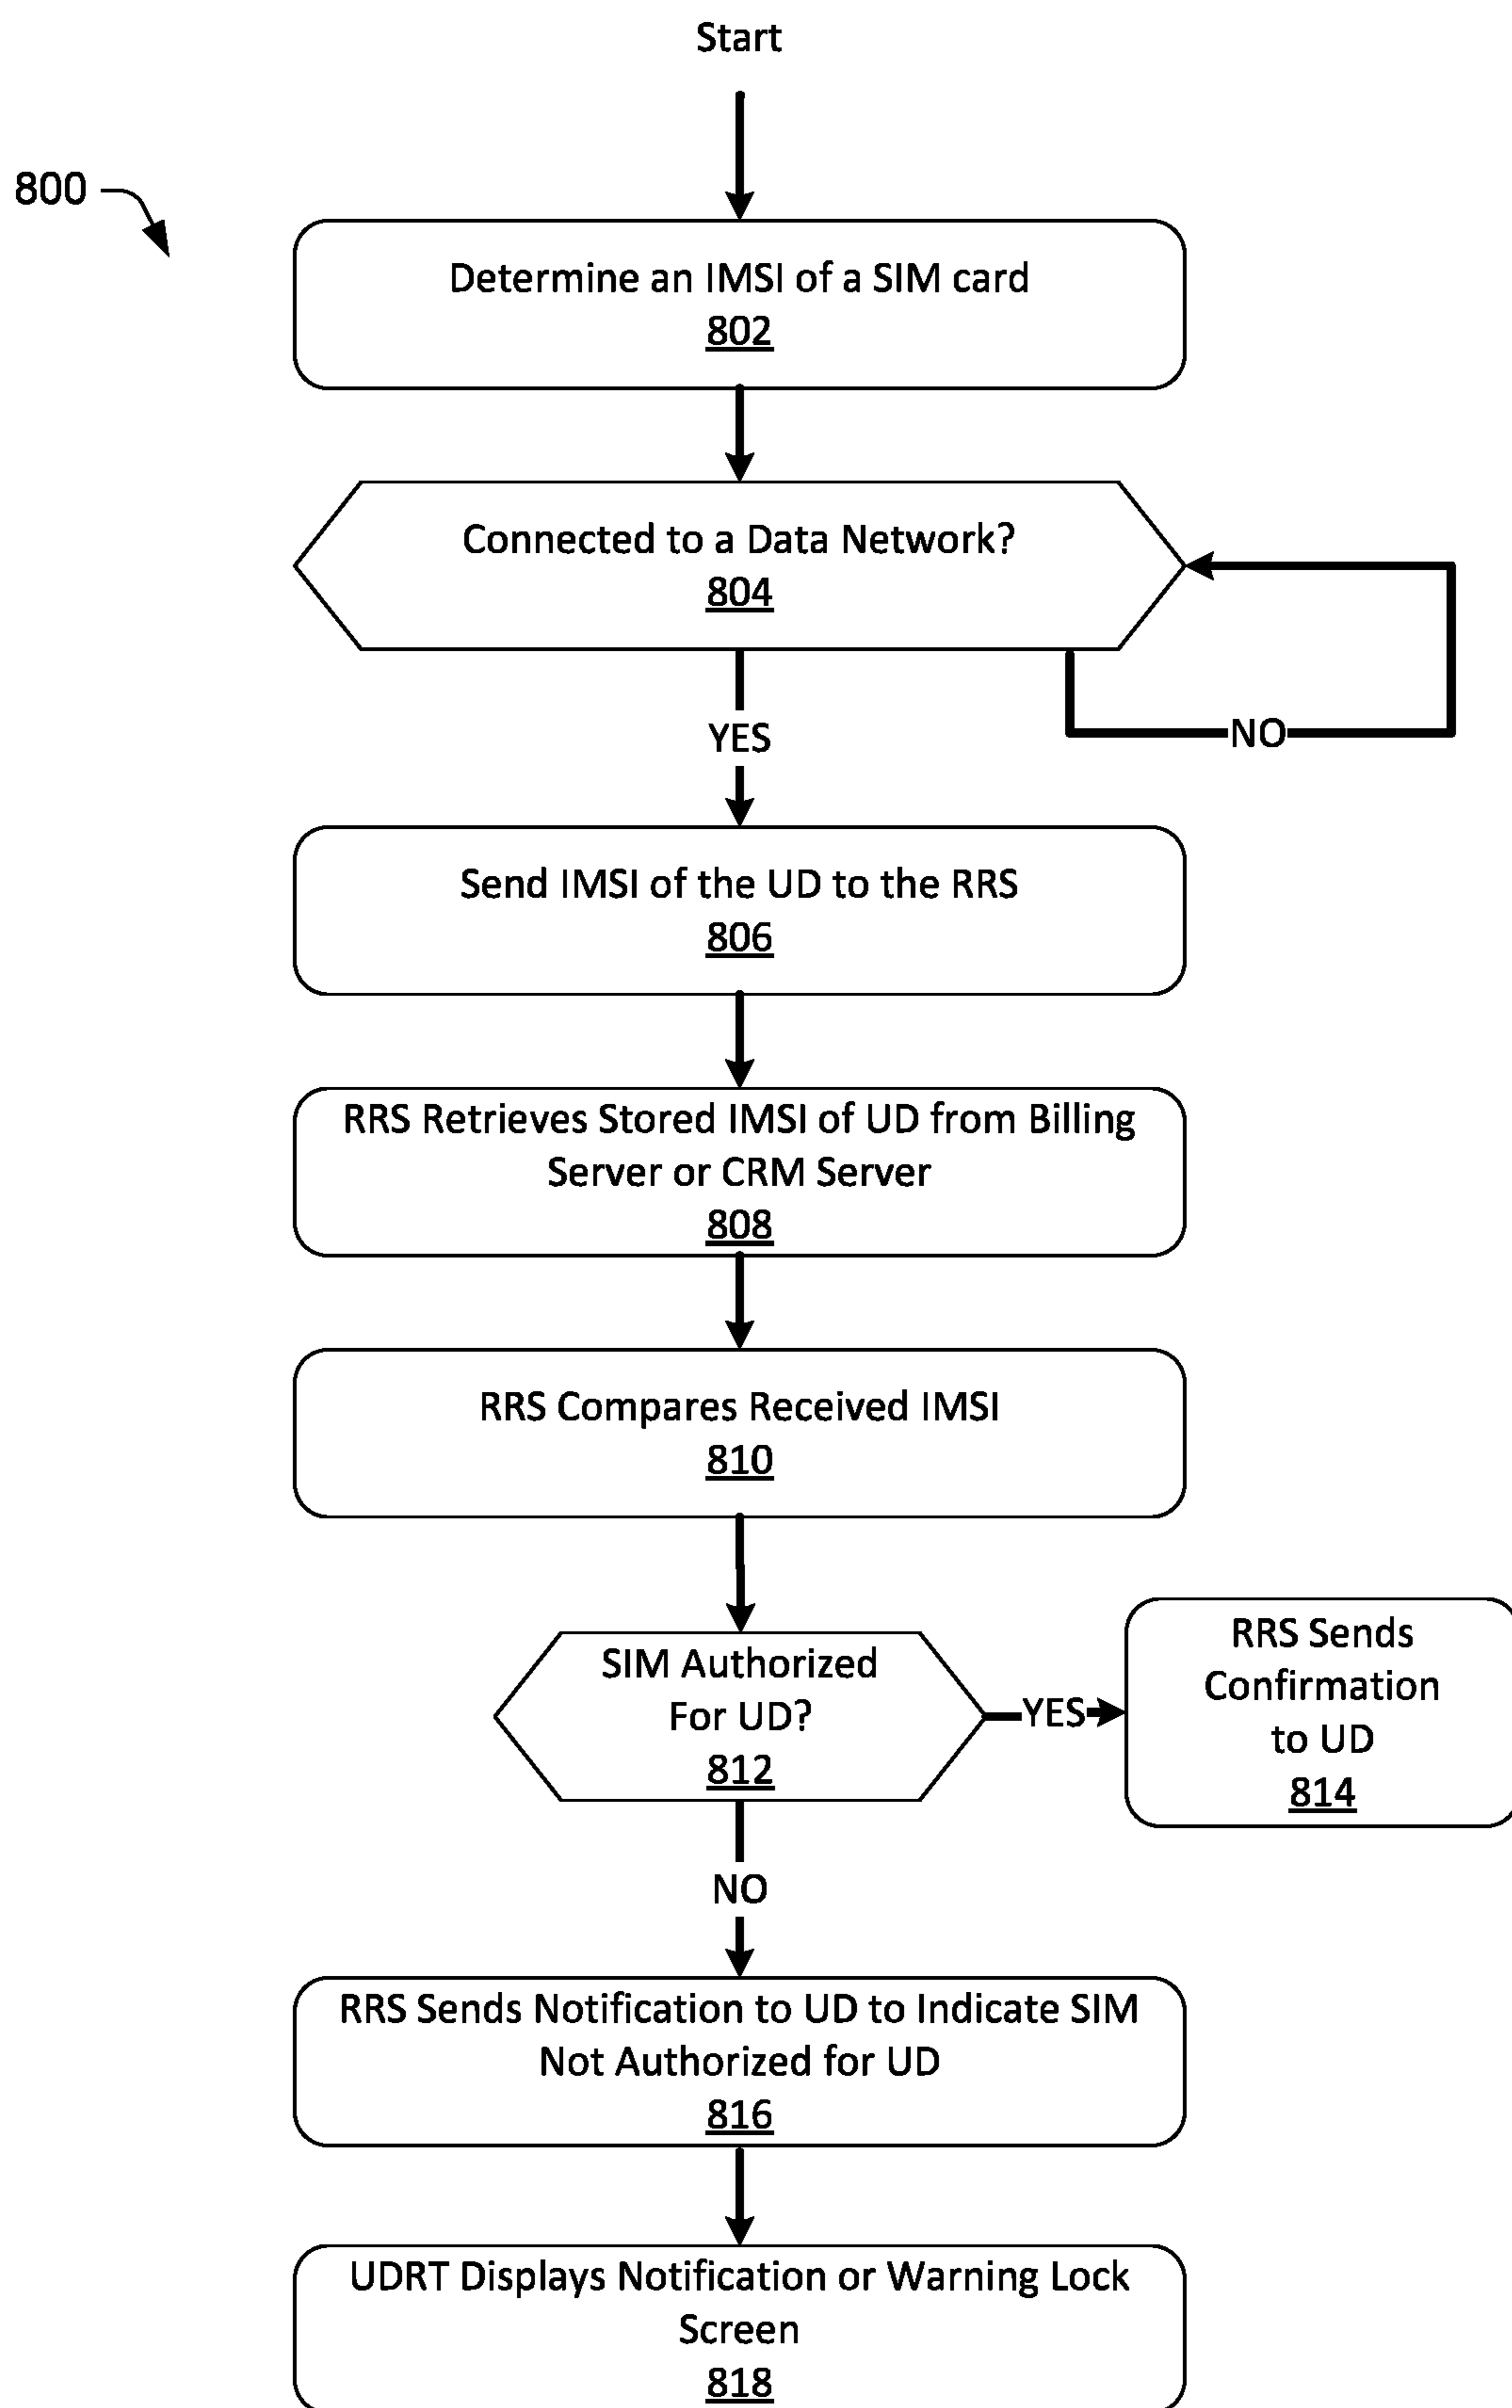 Start
800
Determine an IMSI of a SIM card
802
Connected to a Data Network?
804
NO
YES
Send IMSI of the UD to the RRS
806
RRS Retrieves Stored IMSI of UD from Billing
Server or CRM Server
808
RRS Compares Received IMSI
810
SIM Authorized
For UD?
812
YES
RRS Sends
Confirmation
to UD
814
NO
RRS Sends Notification to UD to Indicate SIM
Not Authorized for UD
816
UDRT Displays Notification or Warning Lock
Screen
818